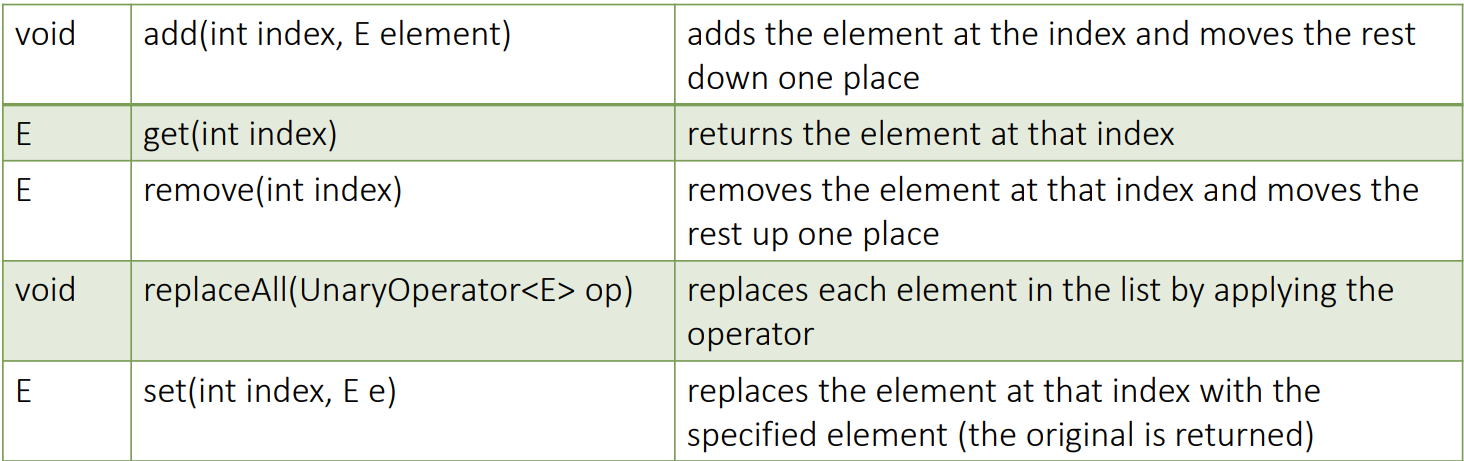 void add(int index, E element) adds the element at the index and moves the rest
down one place
E get(int index) returns the element at that index
E remove(int index) removes the element at that index and moves the
rest up one place
void replaceAll(UnaryOperator<E> op) replaces each element in the list by applying the
operator
E set(int index, E e) replaces the element at that index with the
specified element (the original is returned)